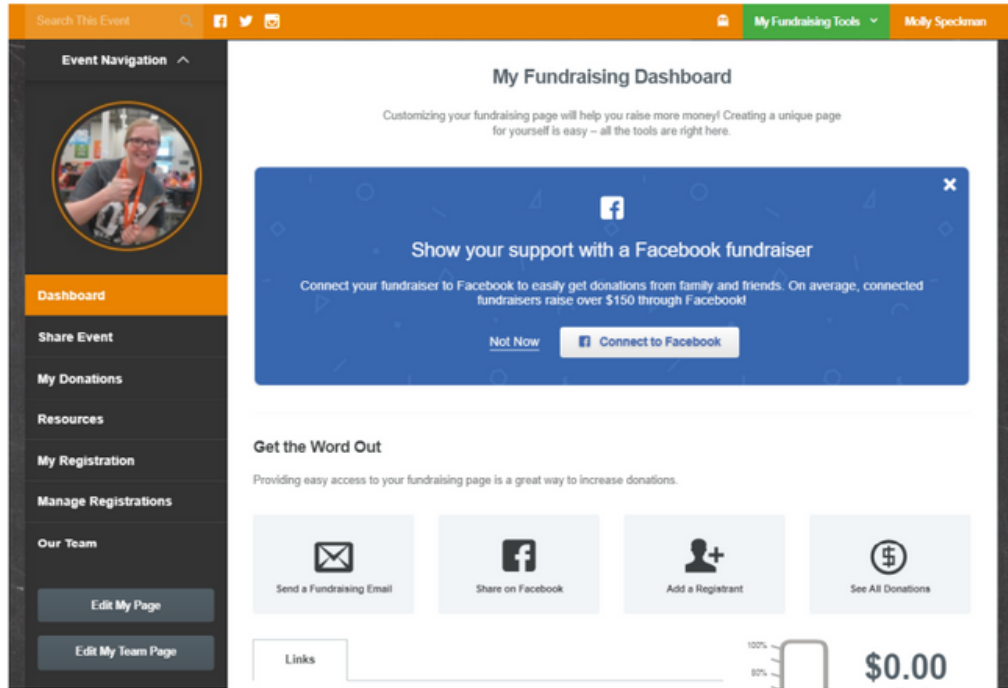 Search This Event
My Fundraising Tools
Molly Speckman
Event Navigation
My Fundraising Dashboard
Customizing your fundraising page will help you raise more money! Creating a unique page
for yourself is easy – all the tools are right here.
Show your support with a Facebook fundraiser
Connect your fundraiser to Facebook to easily get donations from family and friends. On average, connected
fundraisers raise over $150 through Facebook!
Not Now
Connect to Facebook
Dashboard
Share Event
My Donations
Resources
My Registration
Manage Registrations
Our Team
Edit My Page
Edit My Team Page
Get the Word Out
Providing easy access to your fundraising page is a great way to increase donations.
Send a Fundraising Email
Share on Facebook
Add a Registrant
See All Donations
Links
100%
80%
$0.00